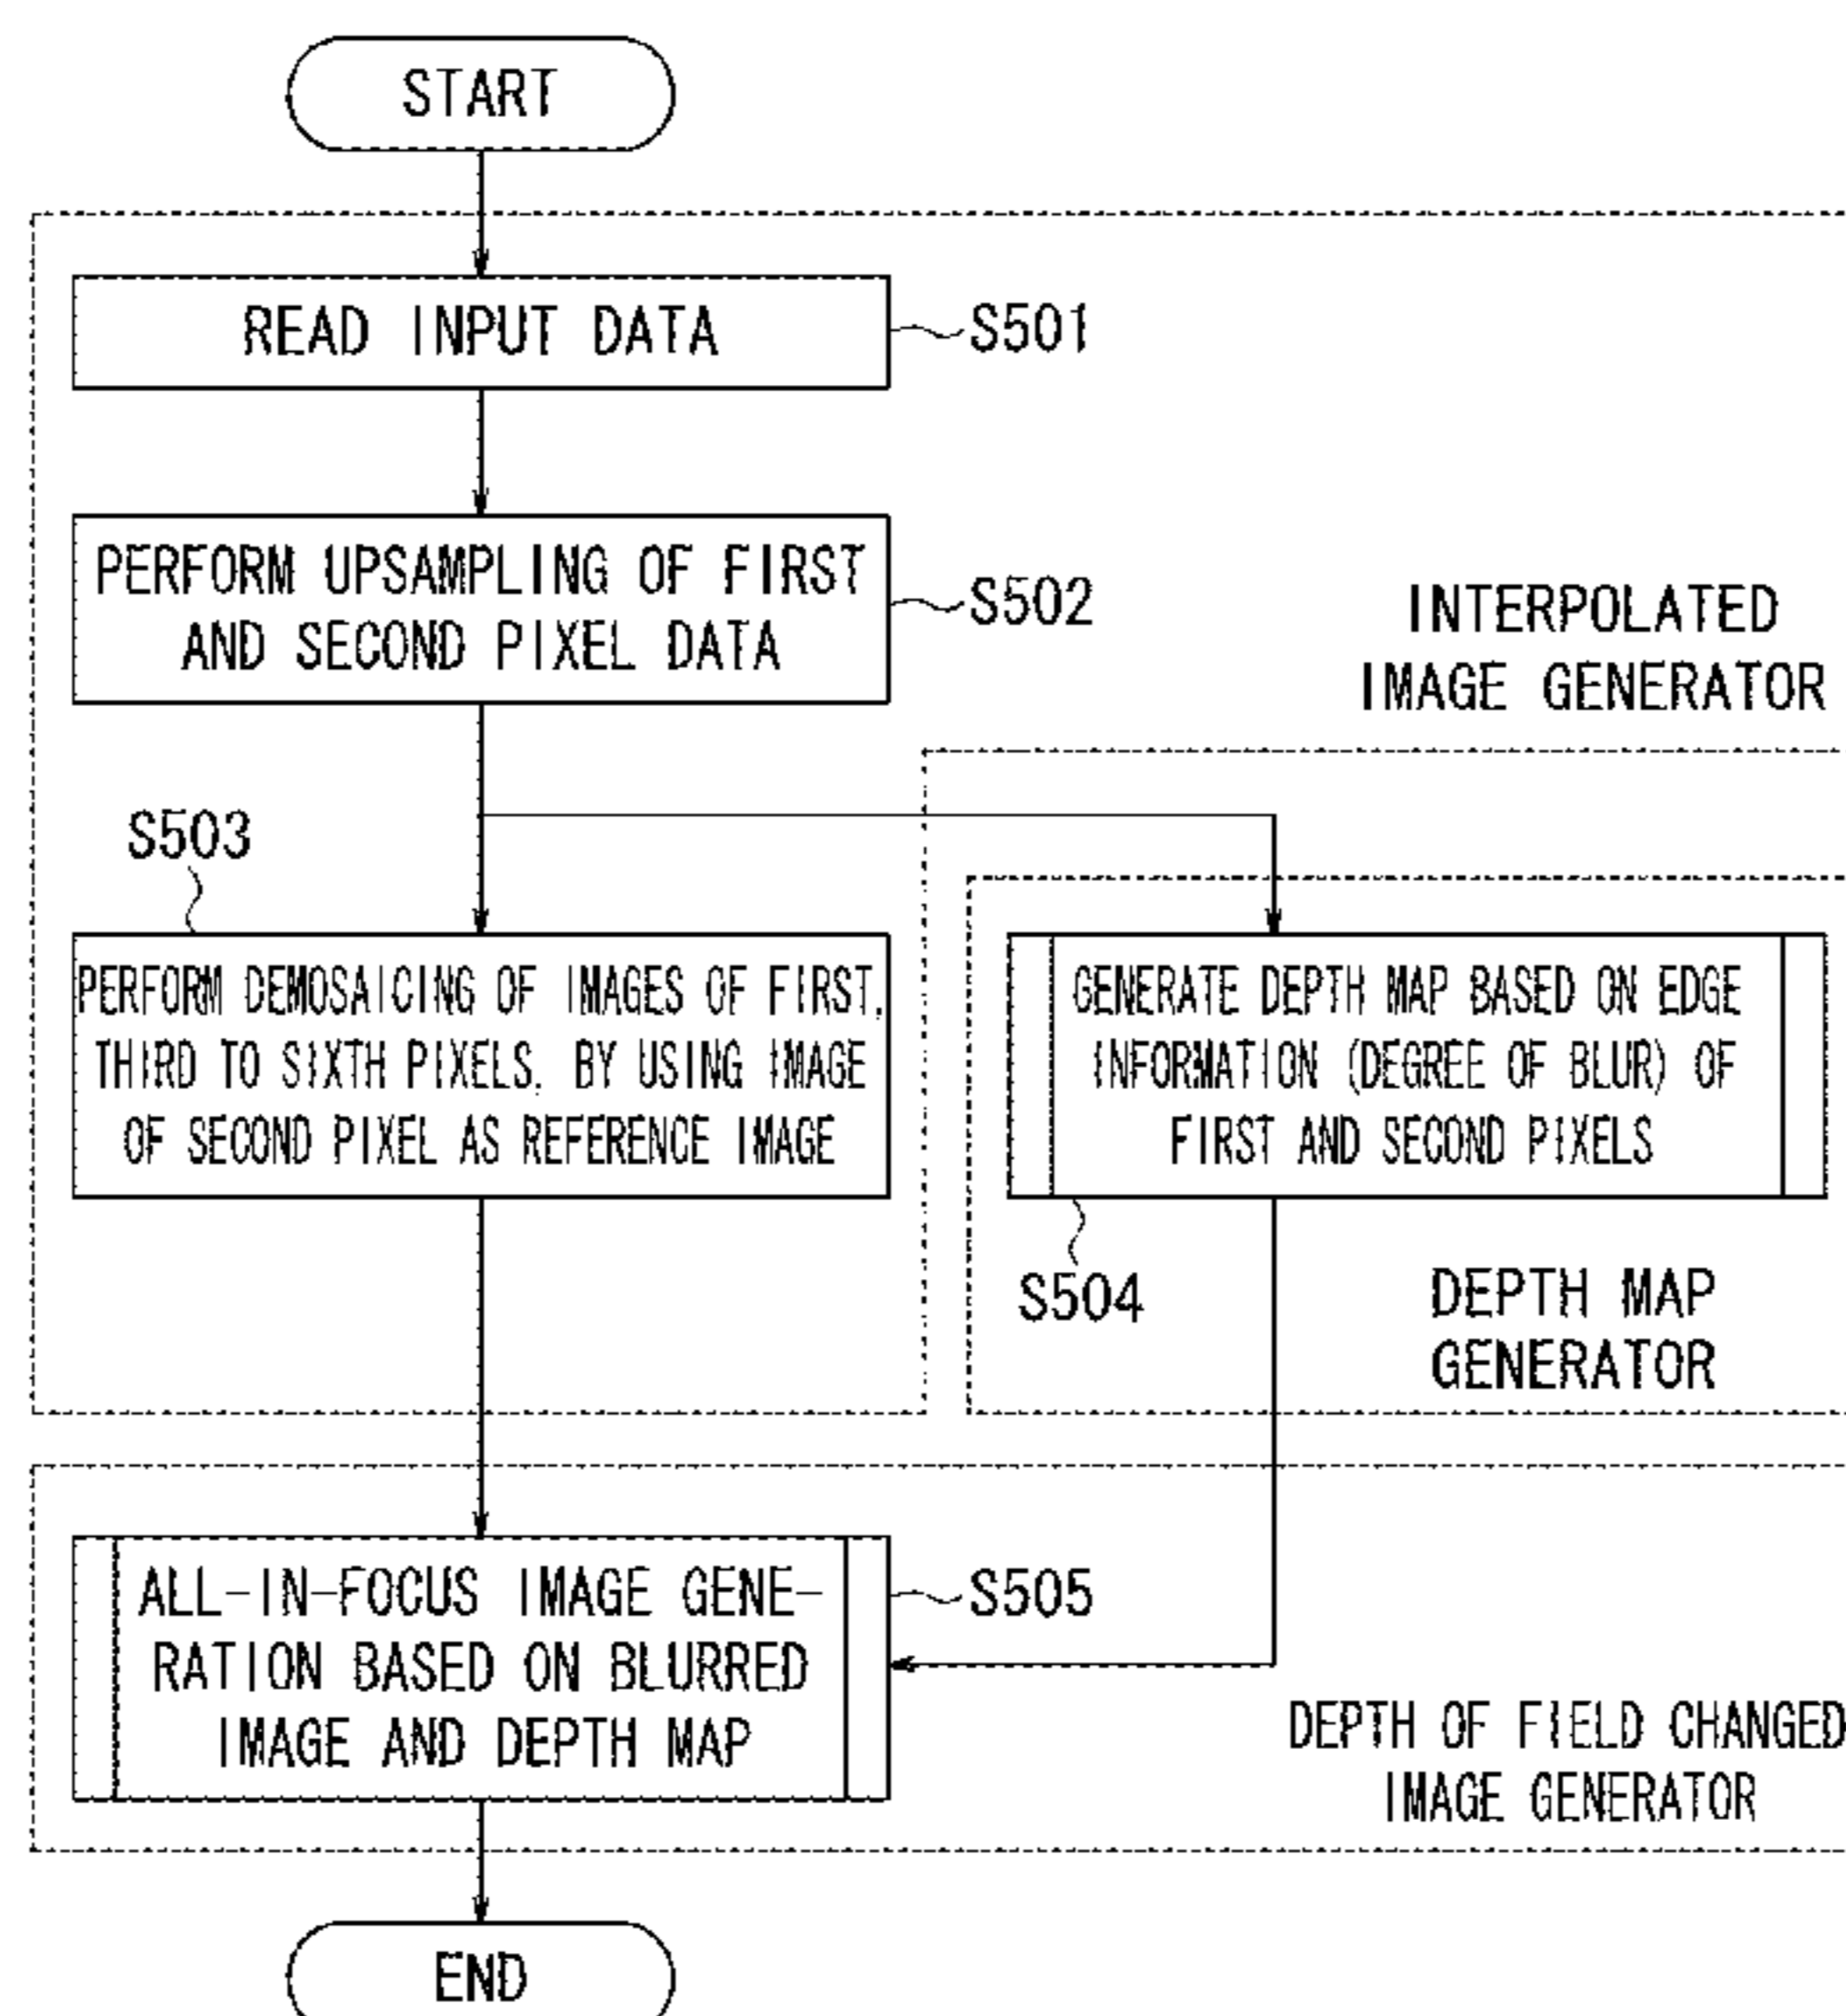 START
READ INPUT DATA
S501
PERFORM UPSAMPLING OF FIRST
AND SECOND PIXEL DATA
S502
INTERPOLATED
IMAGE GENERATOR
S503
PERFORM DEMOSAICING OF IMAGES OF FIRST,
THIRD TO SIXTH PIXELS, BY USING IMAGE
OF SECOND PIXEL AS REFERENCE IMAGE
GENERATE DEPTH MAP BASED ON EDGE
INFORMATION (DEGREE OF BLUR) OF
FIRST AND SECOND PIXELS
S504
DEPTH MAP
GENERATOR
ALL-IN-FOCUS IMAGE GENE-
RATION BASED ON BLURRED
IMAGE AND DEPTH MAP
S505
DEPTH OF FIELD CHANGED
IMAGE GENERATOR
END